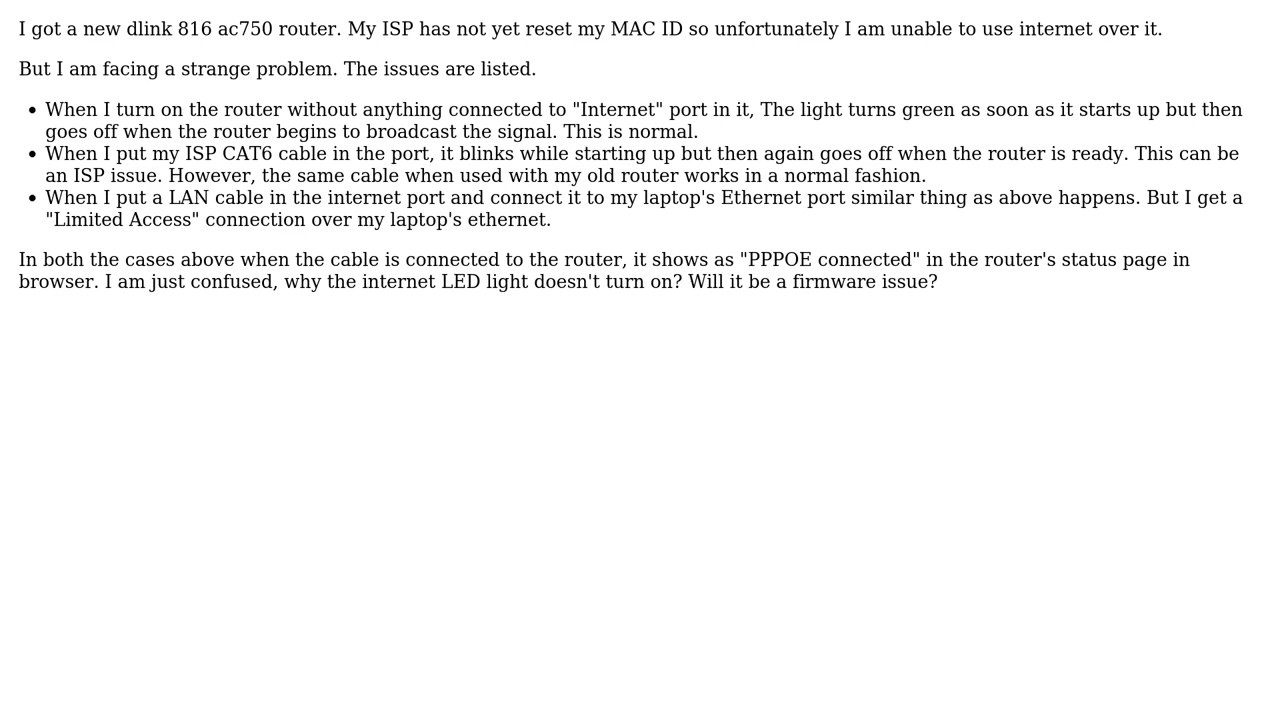 I got a new dlink 816 ac750 router. My ISP has not yet reset my MAC ID so unfortunately I am unable to use internet over it.
But I am facing a strange problem. The issues are listed.
• When I turn on the router without anything connected to "Internet" port in it, The light turns green as soon as it starts up but then
goes off when the router begins to broadcast the signal. This is normal.
• When I put my ISP CAT6 cable in the port, it blinks while starting up but then again goes off when the router is ready. This can be
an ISP issue. However, the same cable when used with my old router works in a normal fashion.
• When I put a LAN cable in the internet port and connect it to my laptop's Ethernet port similar thing as above happens. But I get a
"Limited Access" connection over my laptop's ethernet.
In both the cases above when the cable is connected to the router, it shows as "PPPOE connected" in the router's status page in
browser. I am just confused, why the internet LED light doesn't turn on? Will it be a firmware issue?